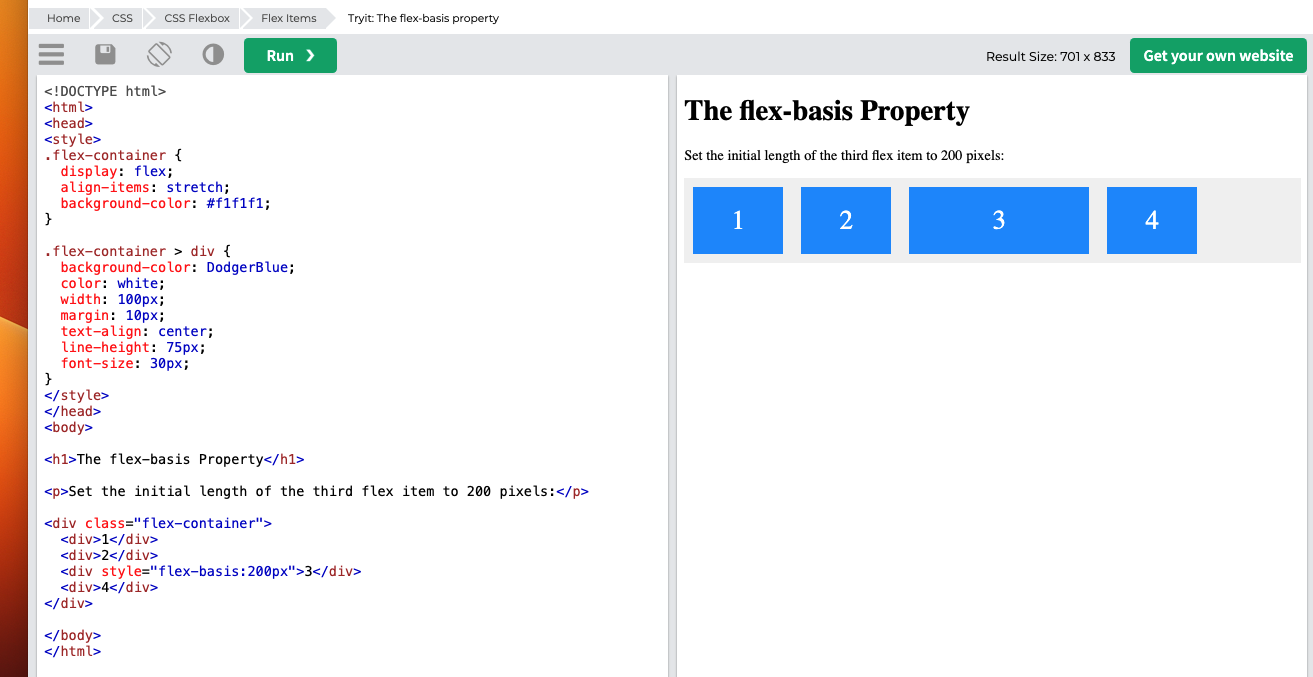 Home CSS CSS Flexbox Flex Items Tryit: The flex-basis property
Run ❯
Result Size: 701 x 833
Get your own website
<!DOCTYPE html>
<html>
<head>
<style>
.flex-container {
  display: flex;
  align-items: stretch;
  background-color: #f1f1f1;
}

.flex-container > div {
  background-color: DodgerBlue;
  color: white;
  width: 100px;
  margin: 10px;
  text-align: center;
  line-height: 75px;
  font-size: 30px;
}
</style>
</head>
<body>

<h1>The flex-basis Property</h1>

<p>Set the initial length of the third flex item to 200 pixels:</p>

<div class="flex-container">
  <div>1</div>
  <div>2</div>
  <div style="flex-basis:200px">3</div>
  <div>4</div>
</div>

</body>
</html>
The flex-basis Property
Set the initial length of the third flex item to 200 pixels:
1 2 3 4